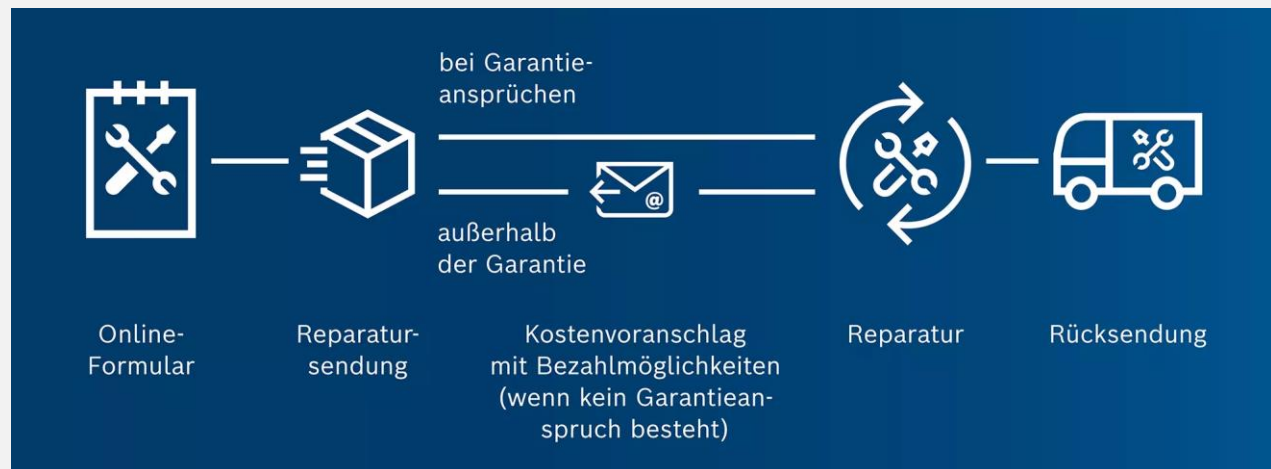 bei Garantie-
ansprüchen
@
außerhalb
der Garantie
Online-
Formular
Reparatur-
sendung
Kostenvoranschlag
mit Bezahlmöglichkeiten
(wenn kein Garantiean-
spruch besteht)
Reparatur
Rücksendung